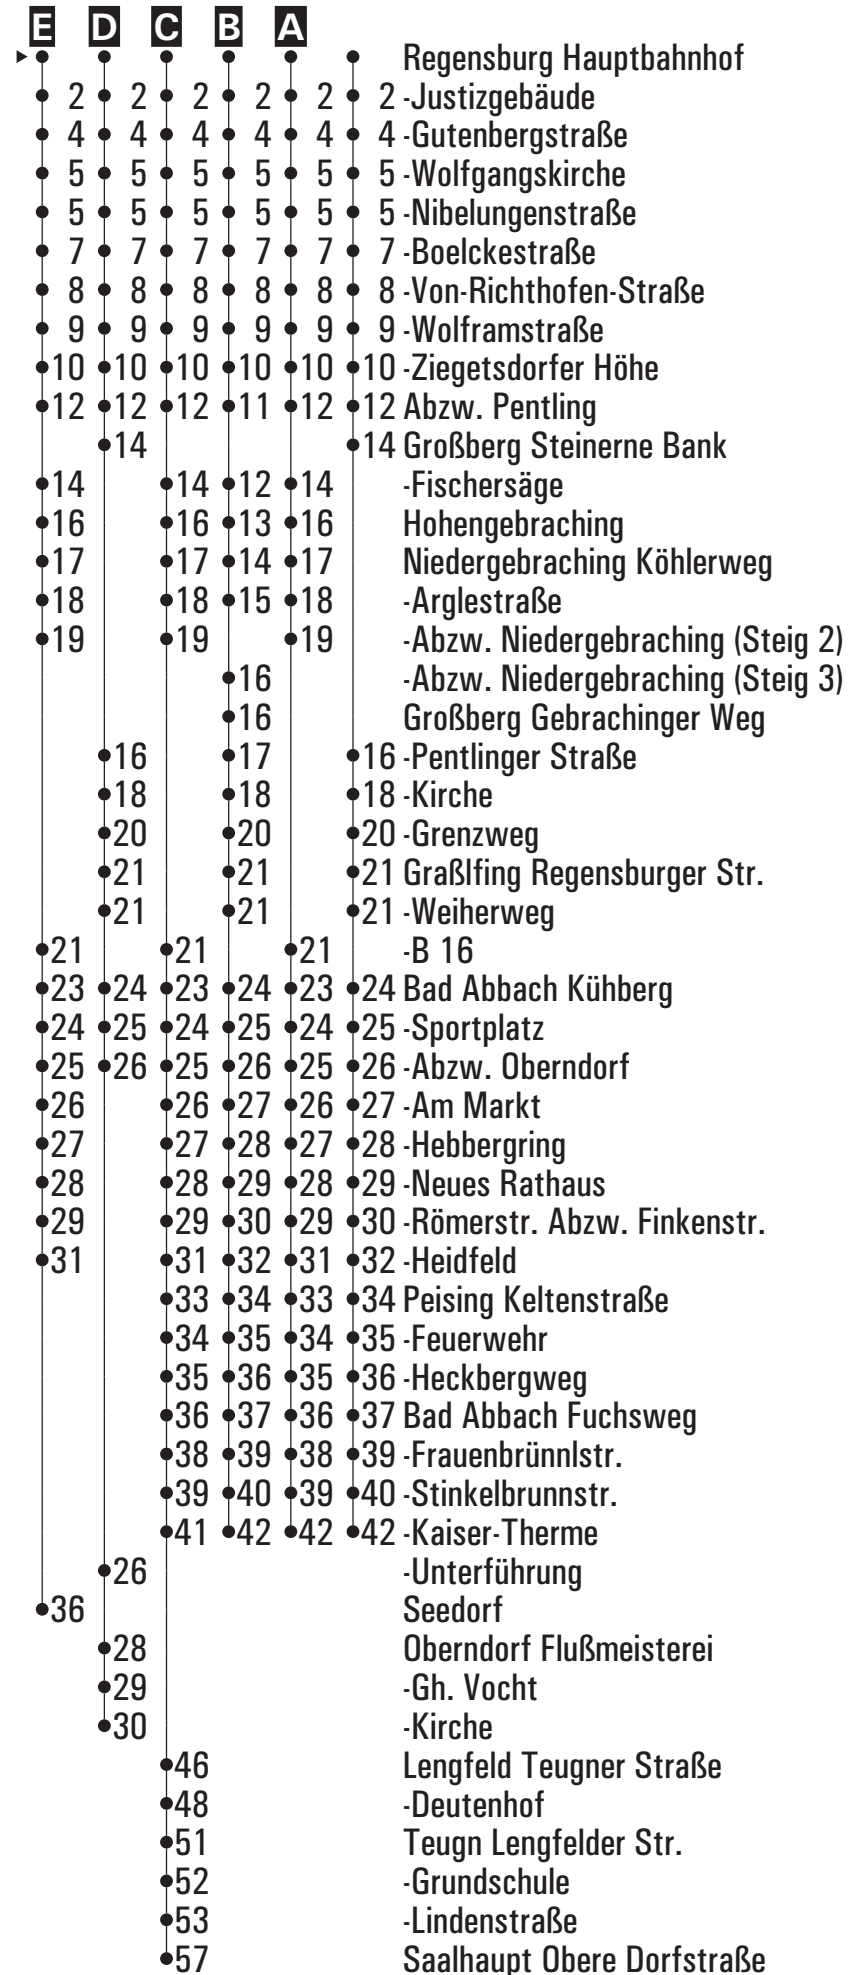 E D C B A
Regensburg Hauptbahnhof
2 2 2 2 2 2 -Justizgebäude
4 4 4 4 4 4 -Gutenbergstraße
5 5 5 5 5 5 -Wolfgangskirche
5 5 5 5 5 5 -Nibelungenstraße
7 7 7 7 7 7 -Boelckestraße
8 8 8 8 8 8 -Von-Richthofen-Straße
9 9 9 9 9 9 -Wolframstraße
10 10 10 10 10 10 -Ziegetsdorfer Höhe
12 12 12 11 12 12 Abzw. Pentling
14 14 Großberg Steinerne Bank
14 14 12 14 -Fischersäge
16 16 13 16 Hohengebraching
17 17 14 17 Niedergebraching Köhlerweg
18 18 15 18 -Arglestraße
19 19 19 -Abzw. Niedergebraching (Steig 2)
16 -Abzw. Niedergebraching (Steig 3)
16 Großberg Gebrachinger Weg
16 17 16 -Pentlinger Straße
18 18 18 -Kirche
20 20 20 -Grenzweg
21 21 21 Graßlfing Regensburger Str.
21 21 21 -Weiherweg
21 21 21 -B 16
23 24 23 24 23 24 Bad Abbach Kühberg
24 25 24 25 24 25 -Sportplatz
25 26 25 26 25 26 -Abzw. Oberndorf
26 26 27 26 27 -Am Markt
27 27 28 27 28 -Hebbergring
28 28 29 28 29 -Neues Rathaus
29 29 30 29 30 -Römerstr. Abzw. Finkenstr.
31 31 32 31 32 -Heidfeld
33 34 33 34 Peising Keltenstraße
34 35 34 35 -Feuerwehr
35 36 35 36 -Heckbergweg
36 37 36 37 Bad Abbach Fuchsweg
38 39 38 39 -Frauenbrünnlstr.
39 40 39 40 -Stinkelbrunnstr.
41 42 42 42 -Kaiser-Therme
26 -Unterführung
36 Seedorf
28 Oberndorf Flußmeisterei
29 -Gh. Vocht
30 -Kirche
46 Lengfeld Teugner Straße
48 -Deutenhof
51 Teugn Lengfelder Str.
52 -Grundschule
53 -Lindenstraße
57 Saalhaupt Obere Dorfstraße